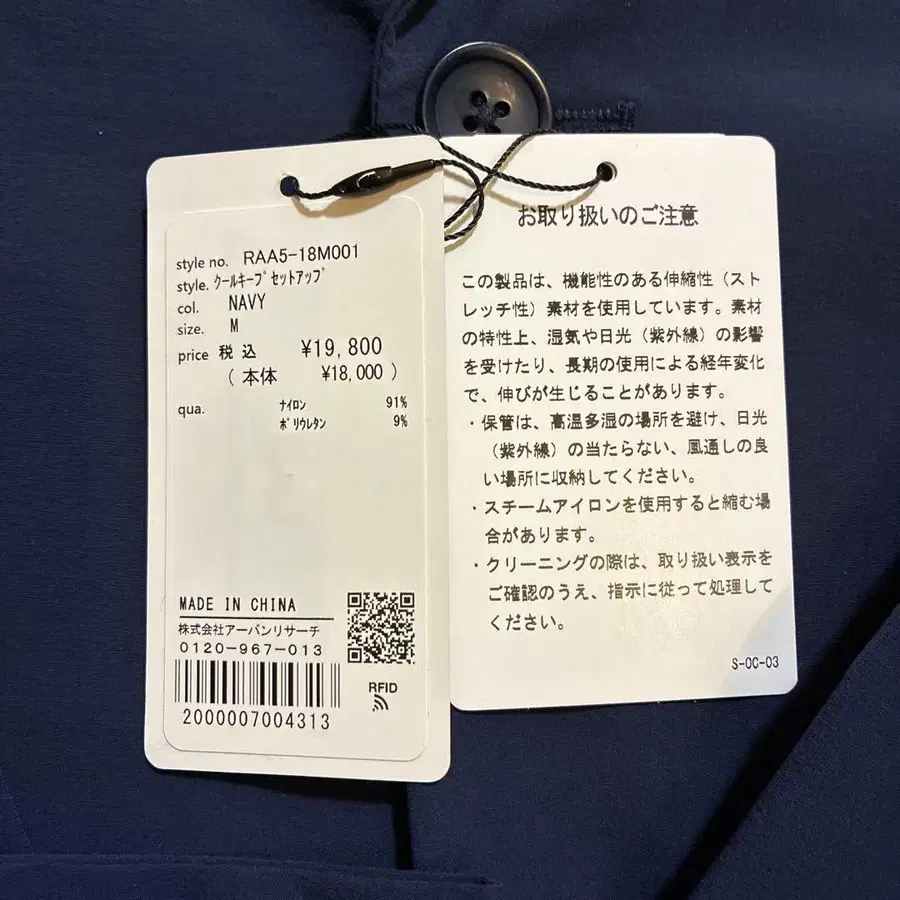 style no. RAA5-18M001
style. クールキープセットアップ
col. NAVY
size. M
price 税込 ¥19,800
(本体 ¥18,000)
qua. ナイロン 91%
ポリウレタン 9%
MADE IN CHINA
株式会社アーバンリサーチ
0120-967-013
RFID
2000007004313
お取り扱いのご注意
この製品は、機能性のある伸縮性（スト
レッチ性）素材を使用しています。素材
の特性上、湿気や日光（紫外線）の影響
を受けたり、長期の使用による経年変化
で、伸びが生じることがあります。
・保管は、高温多湿の場所を避け、日光
（紫外線）の当たらない、風通しの良
い場所に収納してください。
・スチームアイロンを使用すると縮む場
合があります。
・クリーニングの際は、取り扱い表示を
ご確認のうえ、指示に従って処理して
ください。
S-OC-03